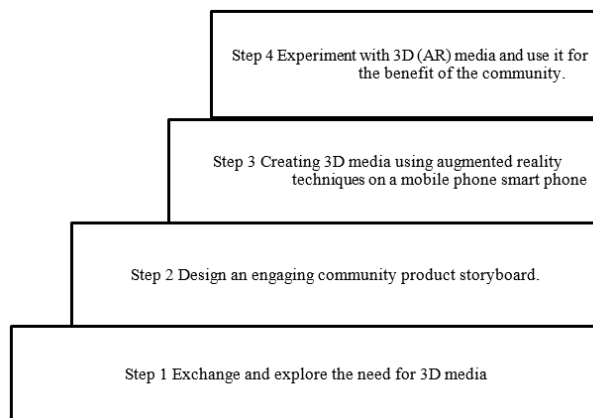 Step 4 Experiment with 3D (AR) media and use it for
the benefit of the community.
Step 3 Creating 3D media using augmented reality
techniques on a mobile phone smart phone
Step 2 Design an engaging community product storyboard.
Step 1 Exchange and explore the need for 3D media